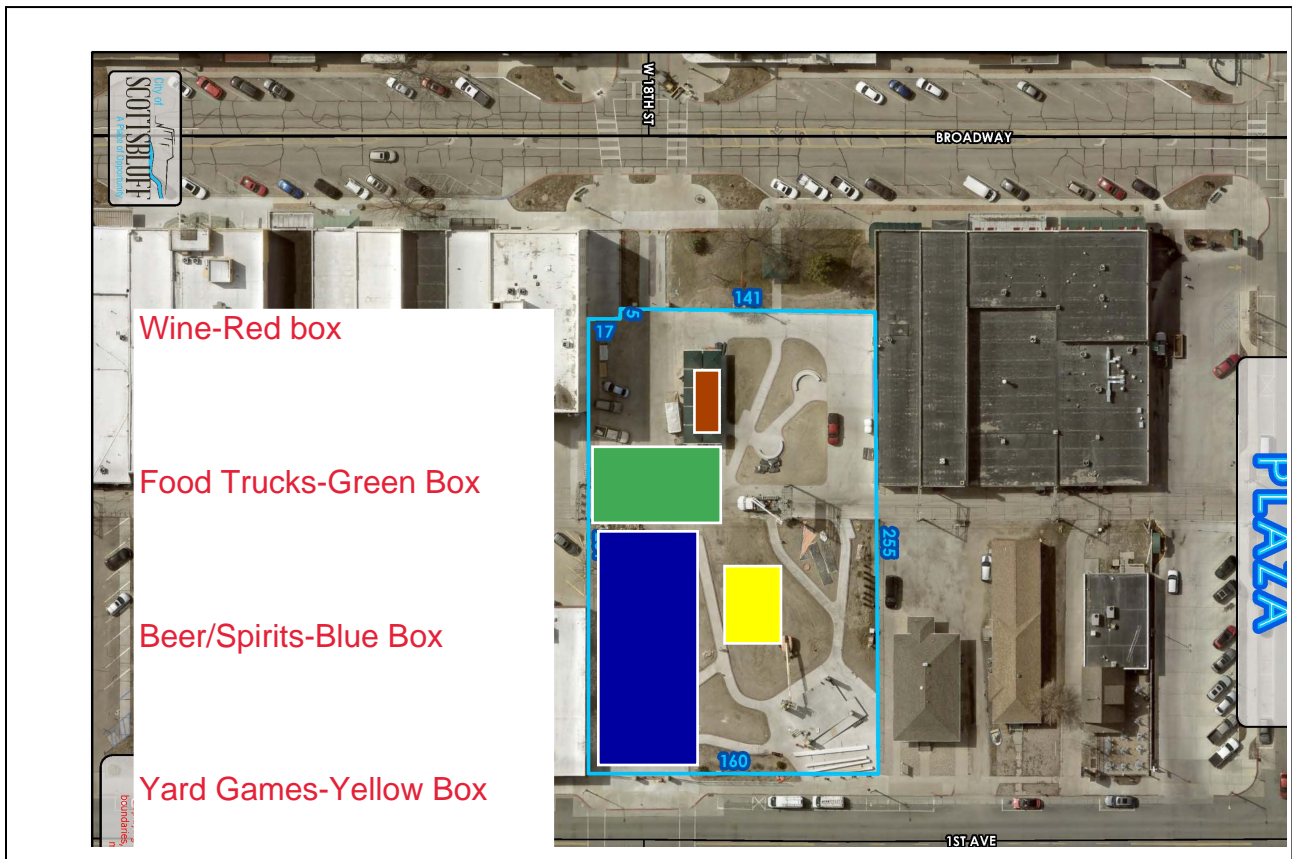 City of
SCOTTSBLUFF
A Place of Opportunity
W 18TH ST
BROADWAY
141
5
17
Wine-Red box
Food Trucks-Green Box
255
PLAZA
Beer/Spirits-Blue Box
160
Yard Games-Yellow Box
boundaries,
1ST AVE